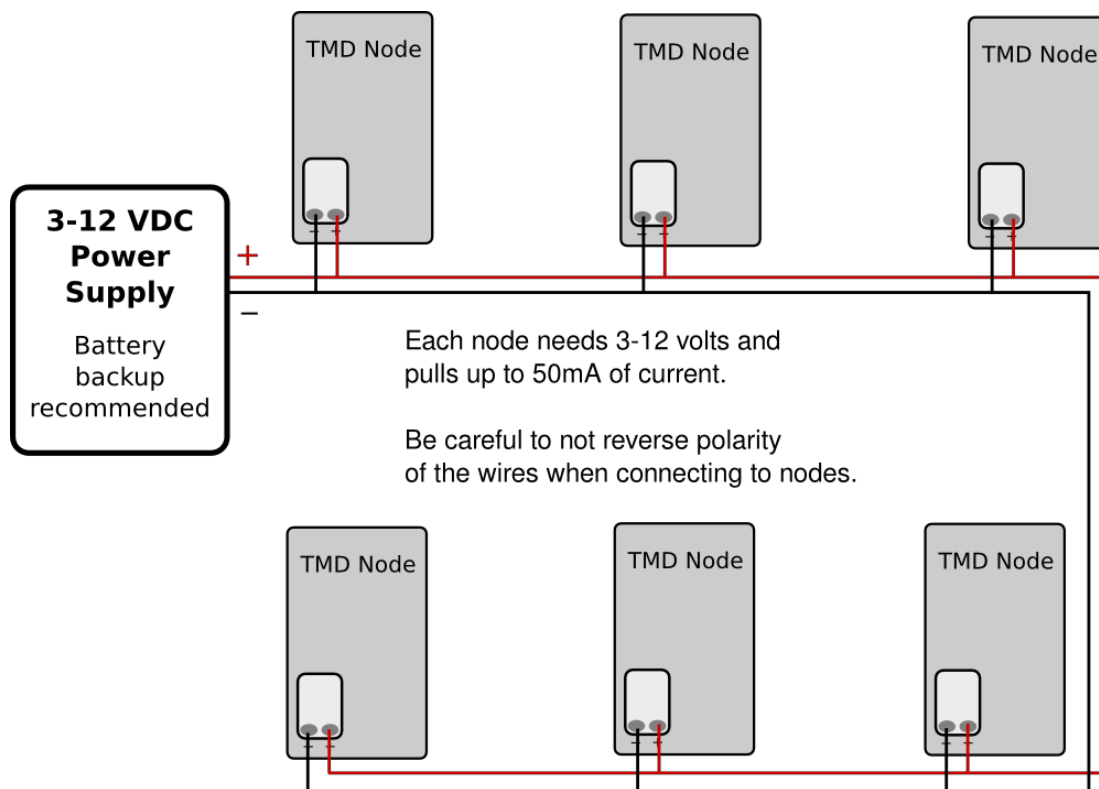 TMD Node
TMD Node
TMD Node
− +
− +
− +
3-12 VDC
Power
Supply
Battery
backup
recommended
+
−
Each node needs 3-12 volts and
pulls up to 50mA of current.
Be careful to not reverse polarity
of the wires when connecting to nodes.
TMD Node
TMD Node
TMD Node
− +
− +
− +